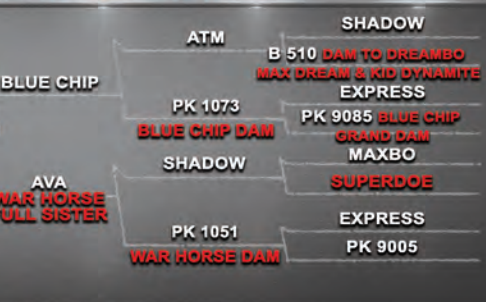 BLUE CHIP
AVA
WAR HORSE
FULL SISTER
ATM
PK 1073
BLUE CHIP DAM
SHADOW
PK 1051
WAR HORSE DAM
SHADOW
B 510 DAM TO DREAMBO
MAX DREAM & KID DYNAMITE
EXPRESS
PK 9085 BLUE CHIP
GRAND DAM
MAXBO
SUPERDOE
EXPRESS
PK 9005